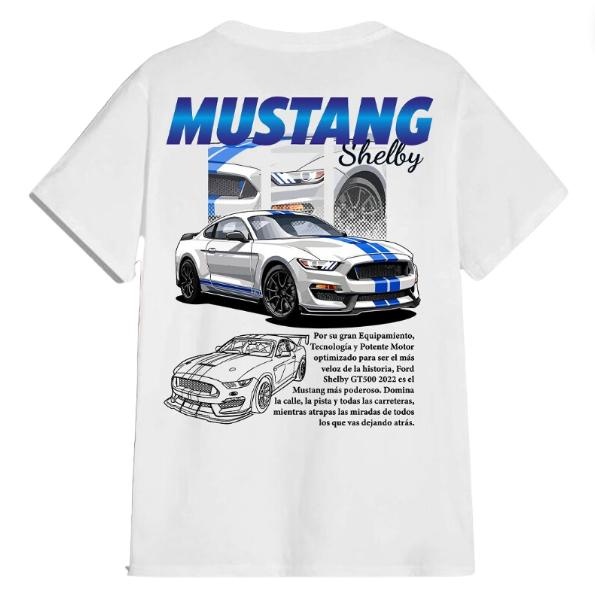 MUSTANG
Shelby
Por su gran Equipamiento,
Tecnología y Potente Motor
optimizado para ser el más
veloz de la historia, Ford
Shelby GT500 2022 es el
Mustang más poderoso. Domina
la calle, la pista y todas las carreteras,
mientras atrapas las miradas de todos
los que vas dejando atrás.